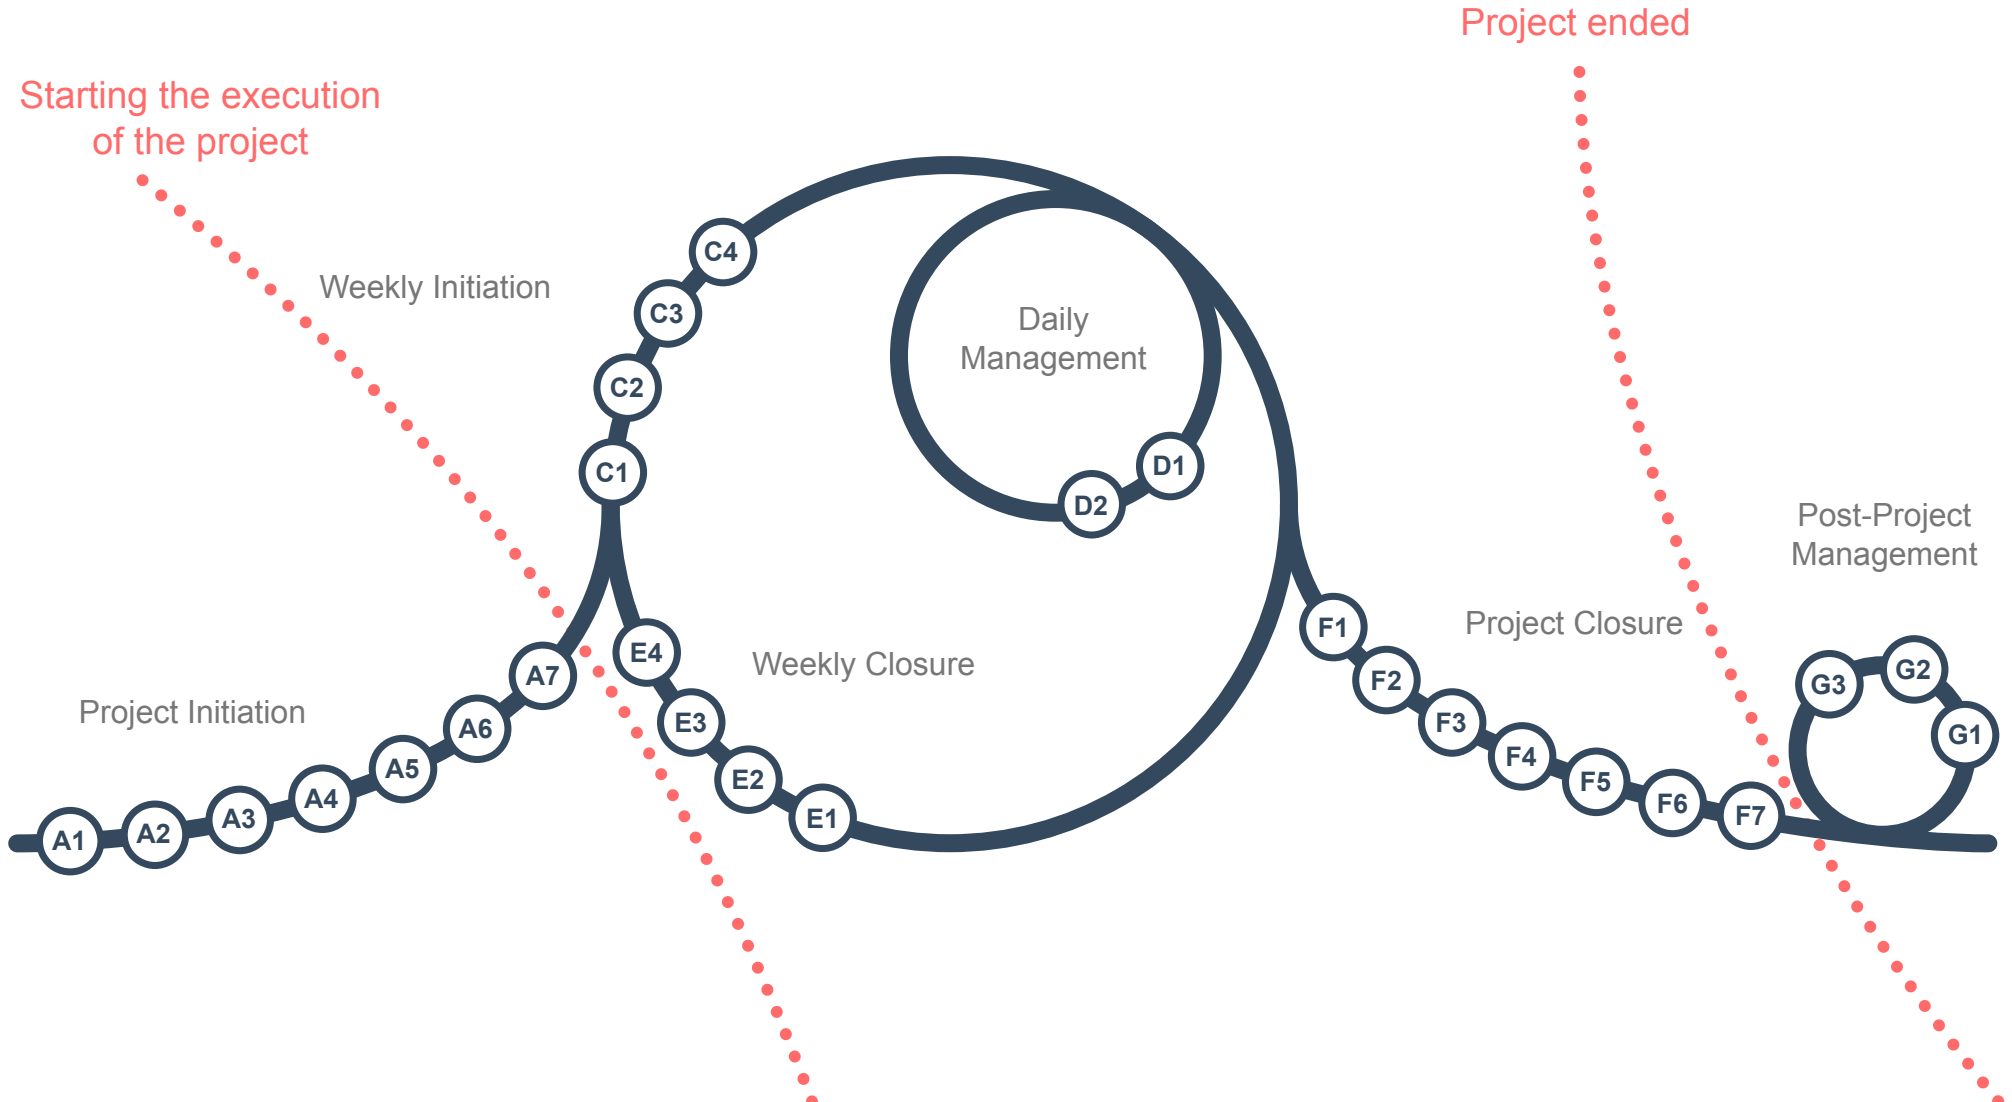 Project ended
Starting the execution
of the project
Weekly Initiation
C4
C3
C2
C1
Daily
Management
D1
D2
Post-Project
Management
Project Closure
Weekly Closure
Project Initiation
A1
A2
A3
A4
A5
A6
A7
E4
E3
E2
E1
F1
F2
F3
F4
F5
F6
F7
G3
G2
G1